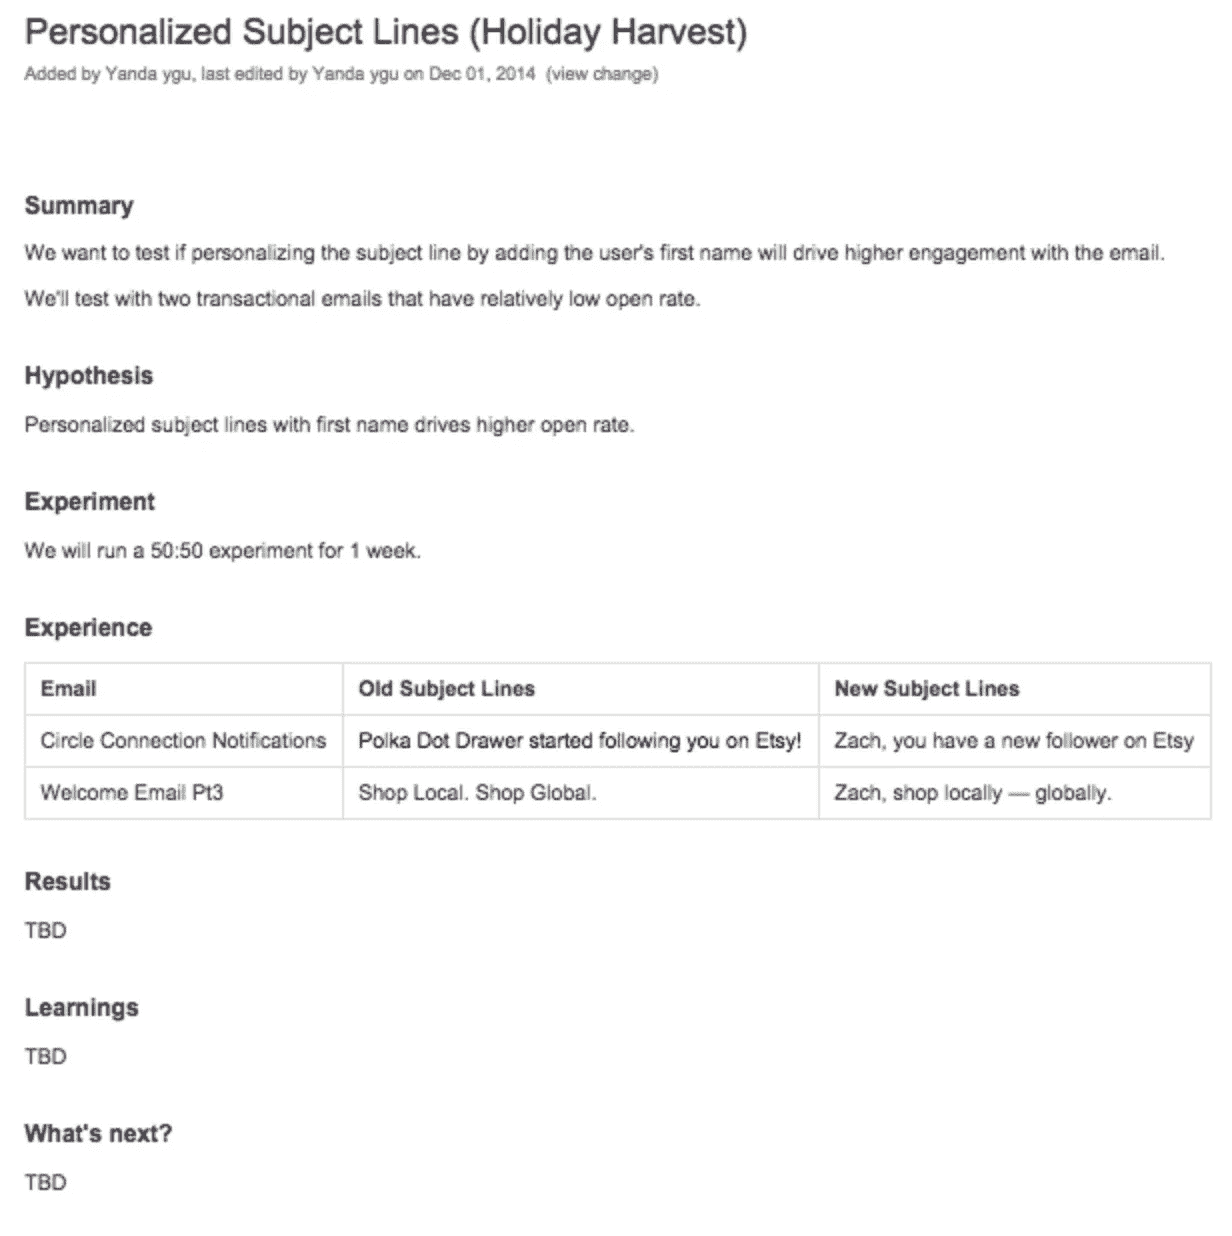 Personalized Subject Lines (Holiday Harvest)
Added by Yanda ygu, last edited by Yanda ygu on Dec 01, 2014 (view change)
Summary
We want to test if personalizing the subject line by adding the user's first name will drive higher engagement with the email.
We'll test with two transactional emails that have relatively low open rate.
Hypothesis
Personalized subject lines with first name drives higher open rate.
Experiment
We will run a 50:50 experiment for 1 week.
Experience
Email Old Subject Lines New Subject Lines
Circle Connection Notifications Polka Dot Drawer started following you on Etsy! Zach, you have a new follower on Etsy
Welcome Email Pt3 Shop Local. Shop Global. Zach, shop locally — globally.
Results
TBD
Learnings
TBD
What's next?
TBD